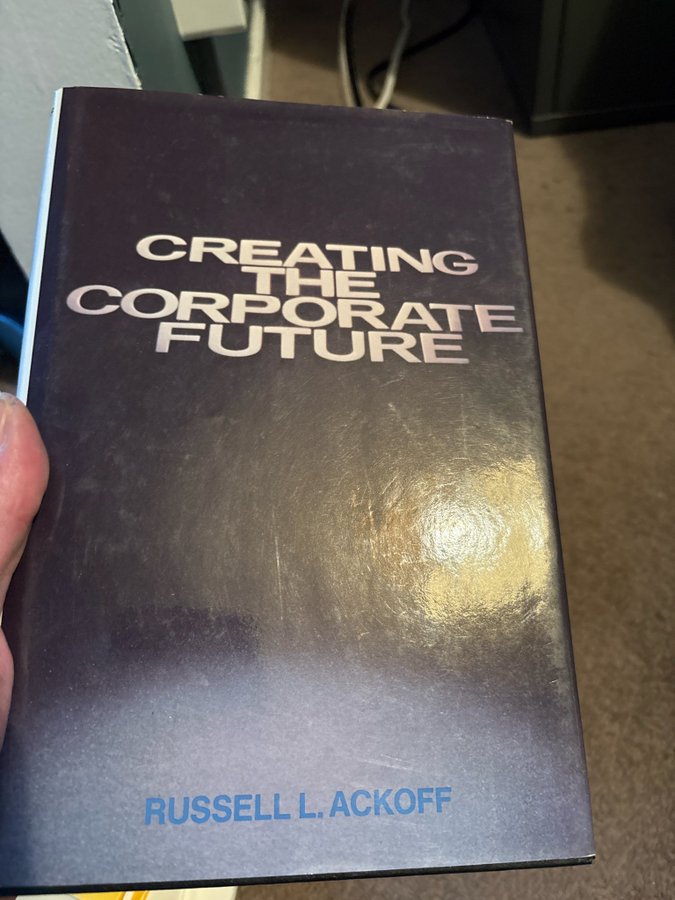 CREATING
THE
CORPORATE
FUTURE
RUSSELL L. ACKOFF